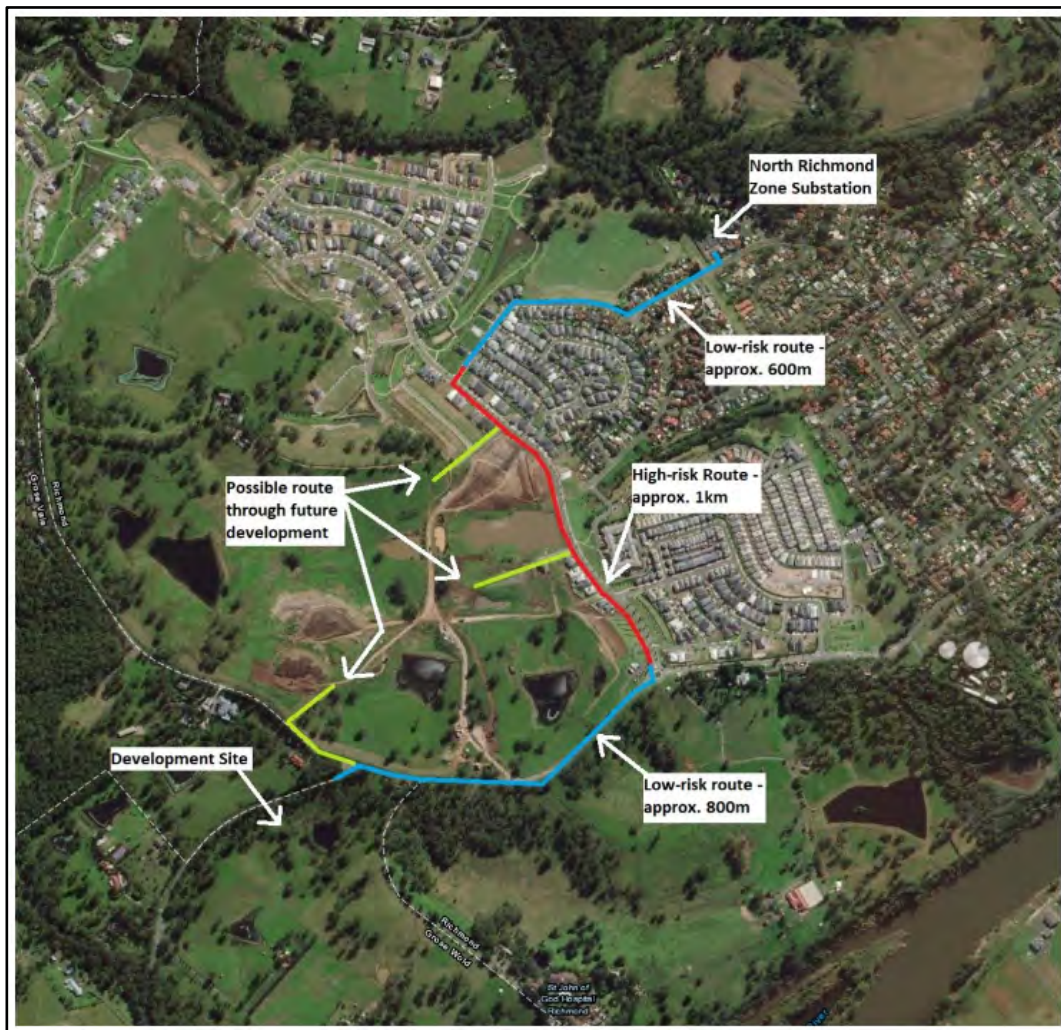 North Richmond
Zone Substation
Low-risk route -
approx. 600m
High-risk Route -
approx. 1km
Possible route
through future
development
Richmond
Grose Vale
Development Site
Low-risk route -
approx. 800m
Richmond
Grose Wold
St John of
God Hospital
Richmond
River